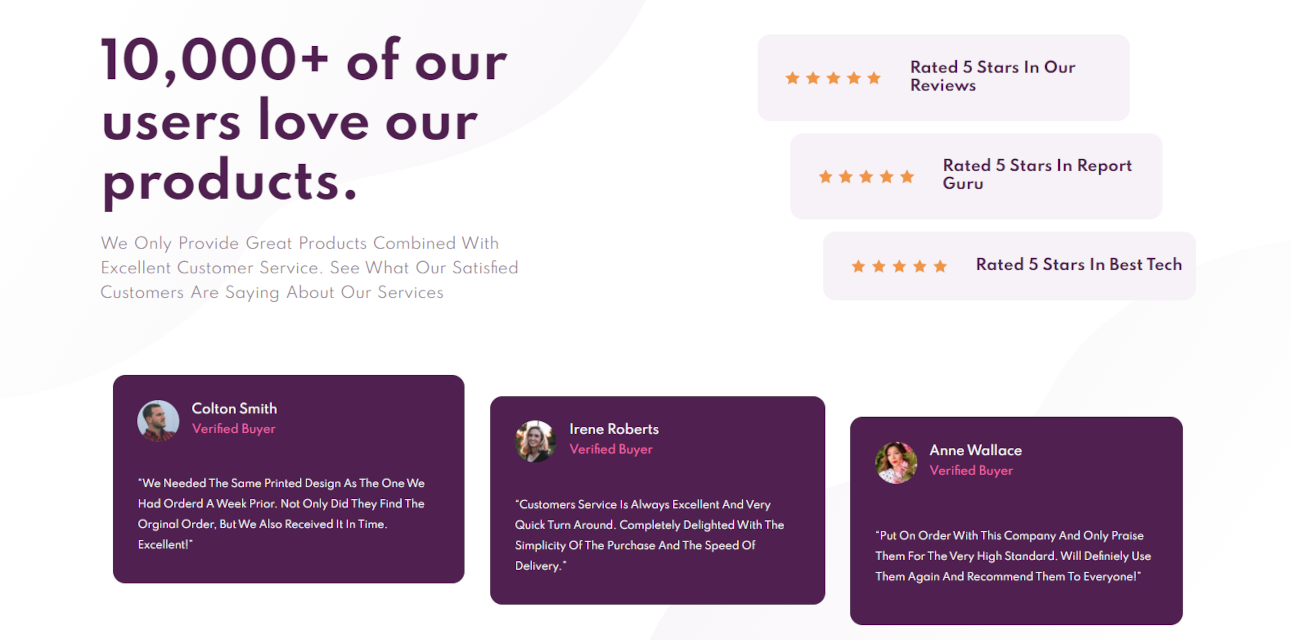 10,000+ of our
users love our
products.
We Only Provide Great Products Combined With
Excellent Customer Service. See What Our Satisfied
Customers Are Saying About Our Services
Rated 5 Stars In Our
Reviews
Rated 5 Stars In Report
Guru
Rated 5 Stars In Best Tech
Colton Smith
Verified Buyer
"We Needed The Same Printed Design As The One We
Had Orderd A Week Prior. Not Only Did They Find The
Orginal Order, But We Also Received It In Time.
Excellent!"
Irene Roberts
Verified Buyer
"Customers Service Is Always Excellent And Very
Quick Turn Around. Completely Delighted With The
Simplicity Of The Purchase And The Speed Of
Delivery."
Anne Wallace
Verified Buyer
"Put On Order With This Company And Only Praise
Them For The Very High Standard. Will Definiely Use
Them Again And Recommend Them To Everyone!"